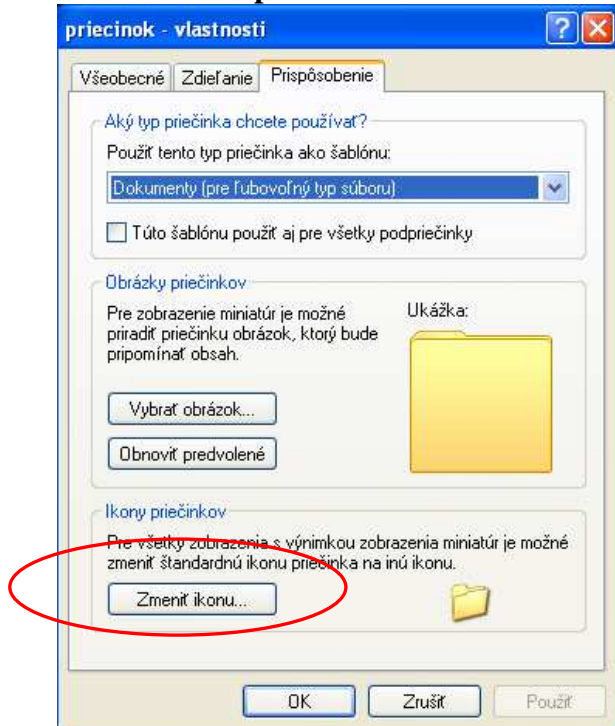 priecinok - vlastnosti
Všeobecné Zdieľanie Prispôsobenie
Aký typ priečinka chcete používať?
Použiť tento typ priečinka ako šablónu:
Dokumenty (pre ľubovoľný typ súboru)
Túto šablónu použiť aj pre všetky podpriečinky
Obrázky priečinkov
Pre zobrazenie miniatúr je možné
priradiť priečinku obrázok, ktorý bude
pripomínať obsah.
Ukážka:
Vybrať obrázok...
Obnoviť predvolené
Ikony priečinkov
Pre všetky zobrazenia s výnimkou zobrazenia miniatúr je možné
zmeniť štandardnú ikonu priečinka na inú ikonu.
Zmeniť ikonu...
OK Zrušiť Použiť